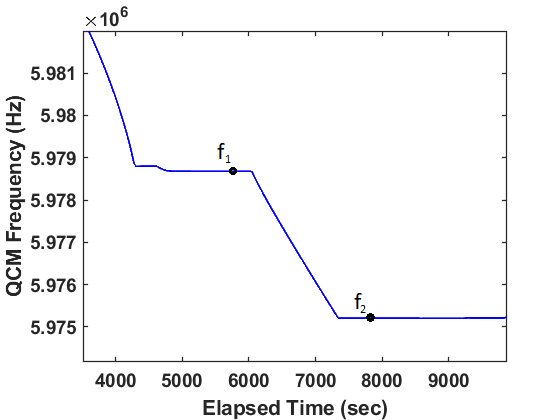 ×10⁶
5.981
5.98
5.979
5.978
5.977
5.976
5.975
QCM Frequency (Hz)
f₁
f₂
4000 5000 6000 7000 8000 9000
Elapsed Time (sec)